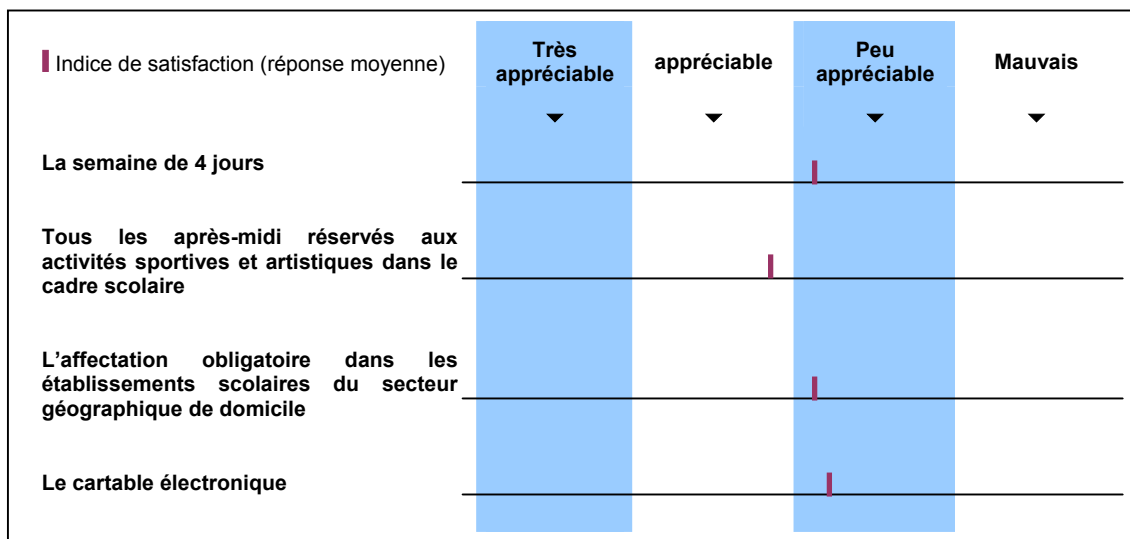 Indice de satisfaction (réponse moyenne)
Très
appréciable
appréciable
Peu
appréciable
Mauvais
La semaine de 4 jours
Tous les après-midi réservés aux
activités sportives et artistiques dans le
cadre scolaire
L'affectation obligatoire dans les
établissements scolaires du secteur
géographique de domicile
Le cartable électronique